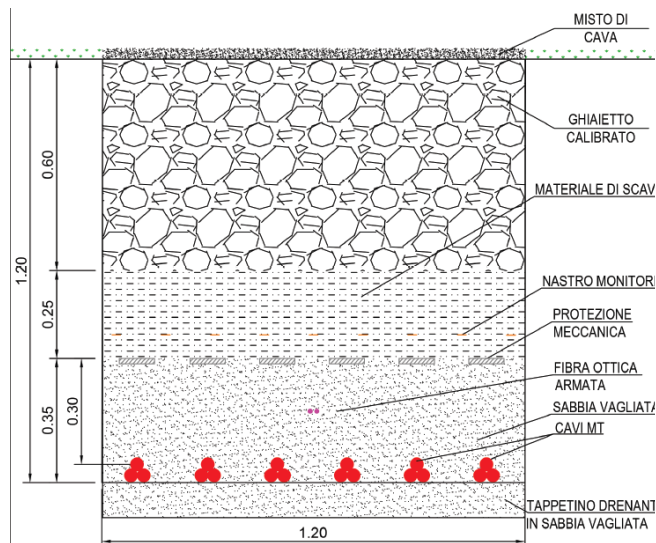 MISTO DI
CAVA
GHIAIETTO
CALIBRATO
0.60
MATERIALE DI SCAV
1.20
0.25
NASTRO MONITORE
PROTEZIONE
MECCANICA
FIBRA OTTICA
ARMATA
0.35
0.30
SABBIA VAGLIATA
CAVI MT
TAPPETINO DRENANT
IN SABBIA VAGLIATA
1.20